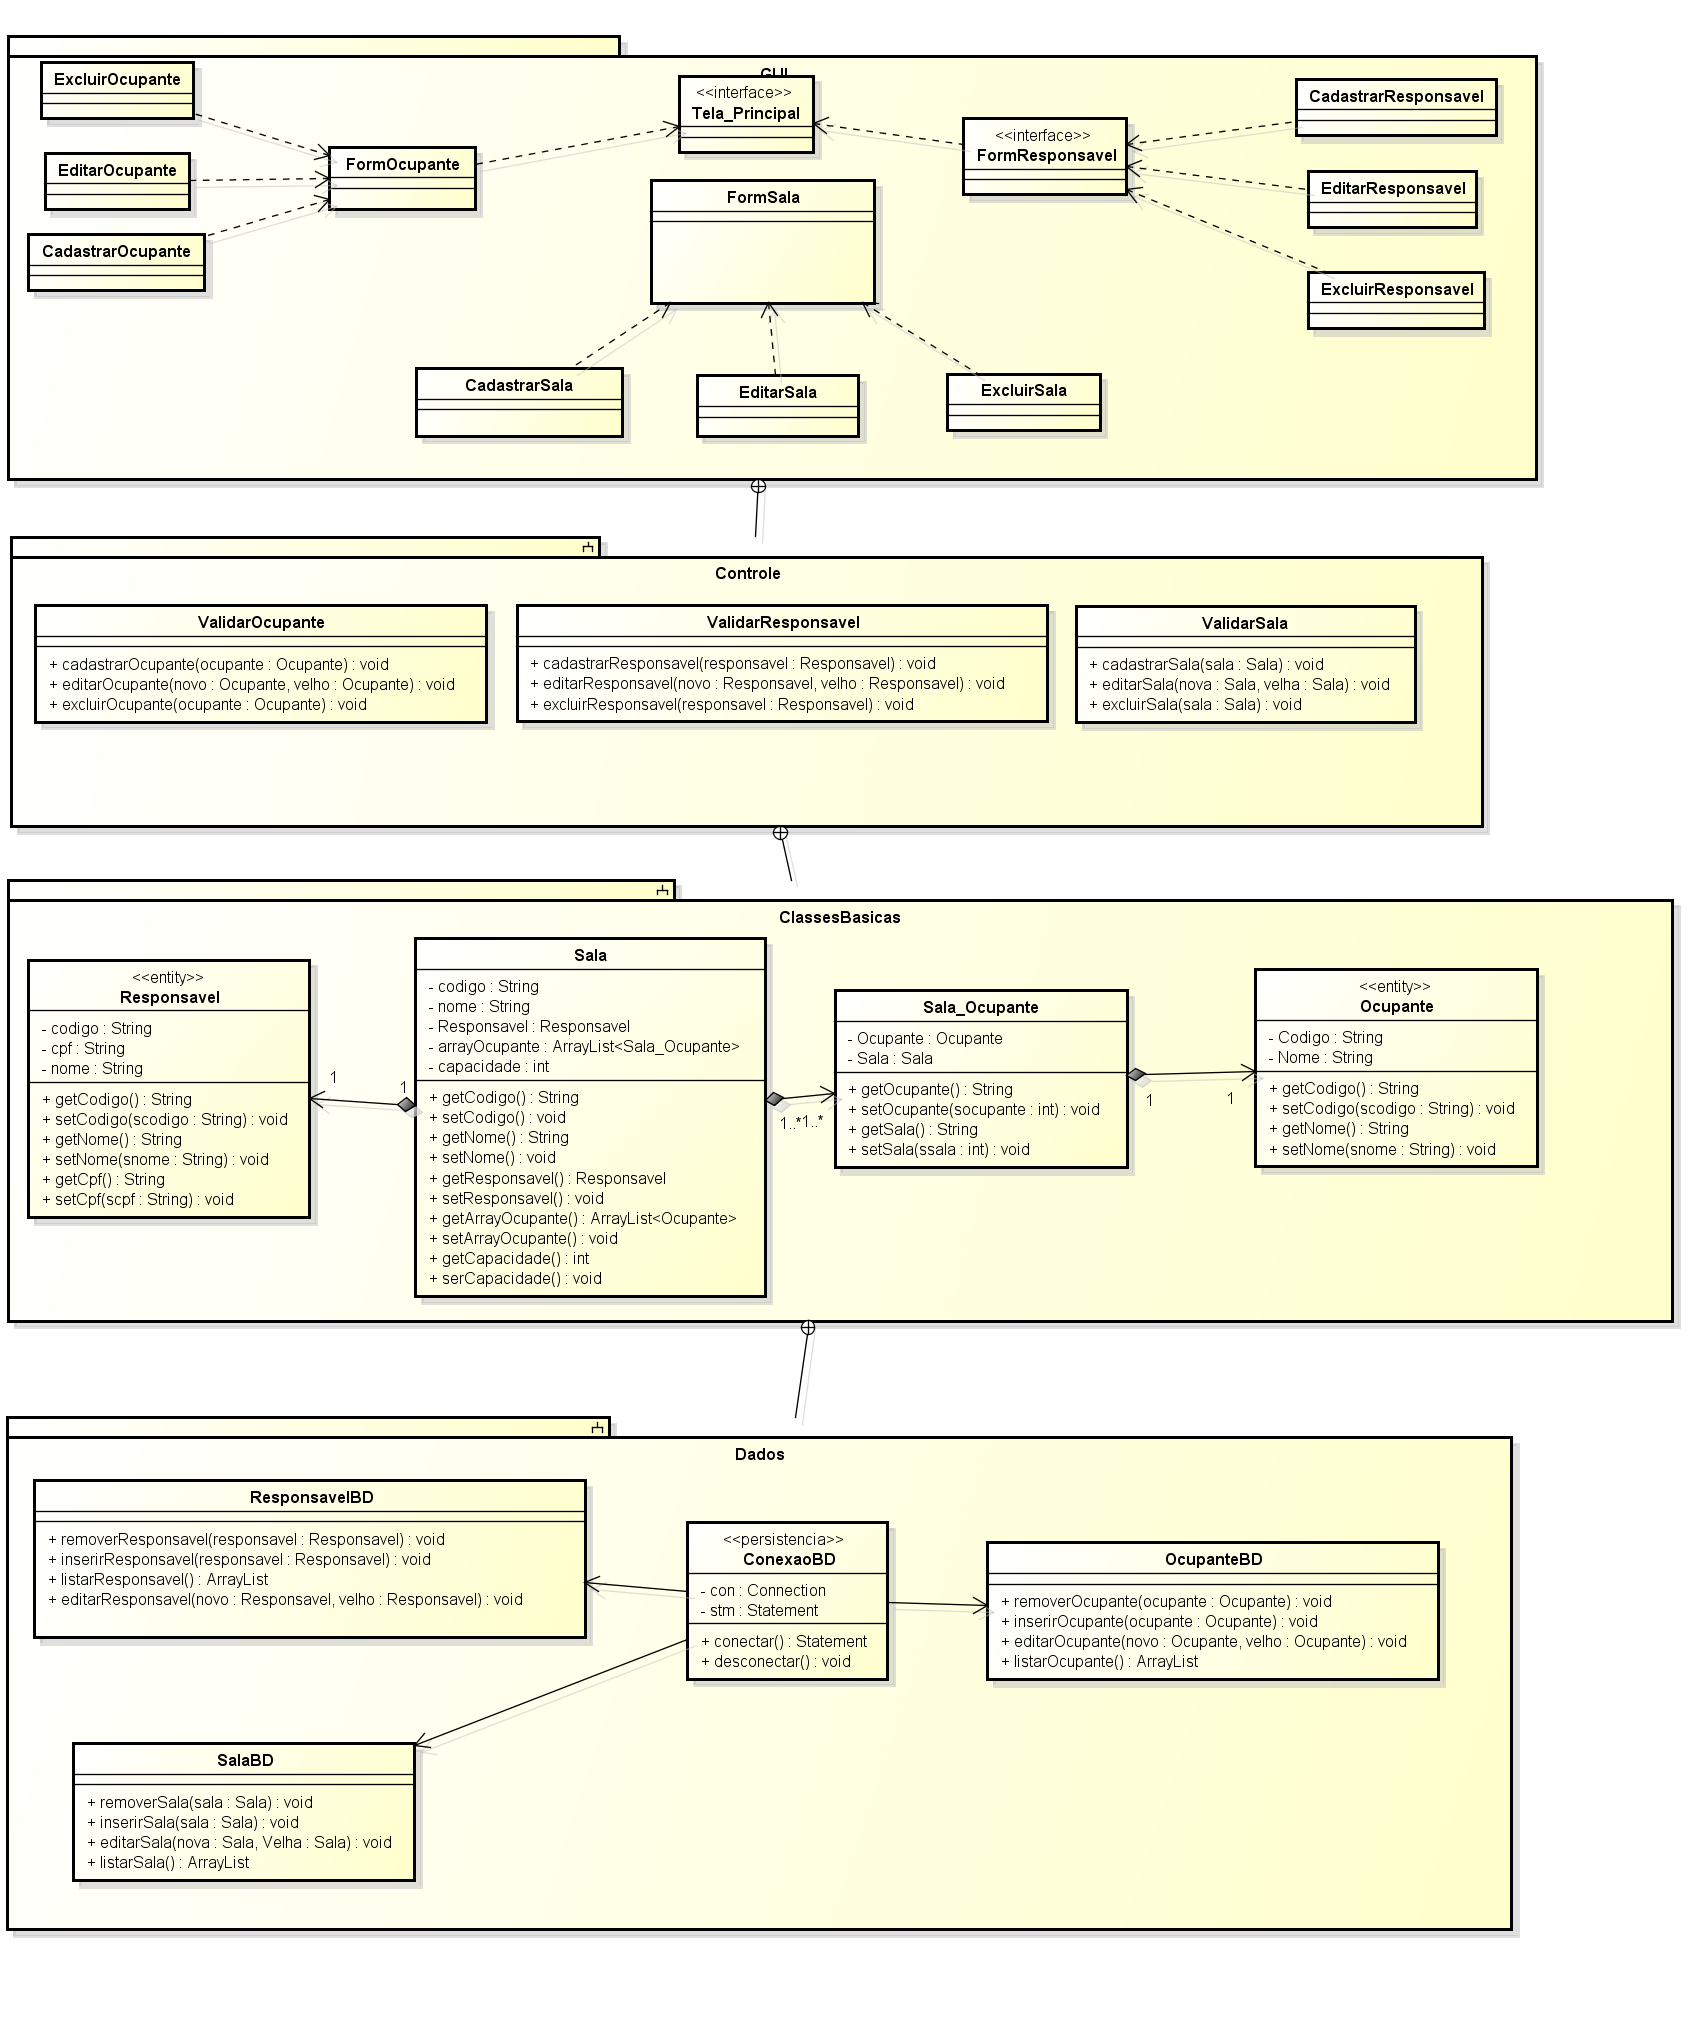 GUI
ExcluirOcupante
EditarOcupante
CadastrarOcupante
FormOcupante
<<interface>>
Tela_Principal
FormSala
<<interface>>
FormResponsavel
CadastrarResponsavel
EditarResponsavel
ExcluirResponsavel
CadastrarSala
EditarSala
ExcluirSala
Controle
ValidarOcupante
+ cadastrarOcupante(ocupante : Ocupante) : void
+ editarOcupante(novo : Ocupante, velho : Ocupante) : void
+ excluirOcupante(ocupante : Ocupante) : void
ValidarResponsavel
+ cadastrarResponsavel(responsavel : Responsavel) : void
+ editarResponsavel(novo : Responsavel, velho : Responsavel) : void
+ excluirResponsavel(responsavel : Responsavel) : void
ValidarSala
+ cadastrarSala(sala : Sala) : void
+ editarSala(nova : Sala, velha : Sala) : void
+ excluirSala(sala : Sala) : void
ClassesBasicas
<<entity>>
Responsavel
- codigo : String
- cpf : String
- nome : String
+ getCodigo() : String
+ setCodigo(scodigo : String) : void
+ getNome() : String
+ setNome(snome : String) : void
+ getCpf() : String
+ setCpf(scpf : String) : void
1
1
Sala
- codigo : String
- nome : String
- Responsavel : Responsavel
- arrayOcupante : ArrayList<Sala_Ocupante>
- capacidade : int
+ getCodigo() : String
+ setCodigo() : void
+ getNome() : String
+ setNome() : void
+ getResponsavel() : Responsavel
+ setResponsavel() : void
+ getArrayOcupante() : ArrayList<Ocupante>
+ setArrayOcupante() : void
+ getCapacidade() : int
+ serCapacidade() : void
1..*
1..*
Sala_Ocupante
- Ocupante : Ocupante
- Sala : Sala
+ getOcupante() : String
+ setOcupante(socupante : int) : void
+ getSala() : String
+ setSala(ssala : int) : void
1
1
<<entity>>
Ocupante
- Codigo : String
- Nome : String
+ getCodigo() : String
+ setCodigo(scodigo : String) : void
+ getNome() : String
+ setNome(snome : String) : void
Dados
ResponsavelBD
+ removerResponsavel(responsavel : Responsavel) : void
+ inserirResponsavel(responsavel : Responsavel) : void
+ listarResponsavel() : ArrayList
+ editarResponsavel(novo : Responsavel, velho : Responsavel) : void
<<persistencia>>
ConexaoBD
- con : Connection
- stm : Statement
+ conectar() : Statement
+ desconectar() : void
OcupanteBD
+ removerOcupante(ocupante : Ocupante) : void
+ inserirOcupante(ocupante : Ocupante) : void
+ editarOcupante(novo : Ocupante, velho : Ocupante) : void
+ listarOcupante() : ArrayList
SalaBD
+ removerSala(sala : Sala) : void
+ inserirSala(sala : Sala) : void
+ editarSala(nova : Sala, Velha : Sala) : void
+ listarSala() : ArrayList